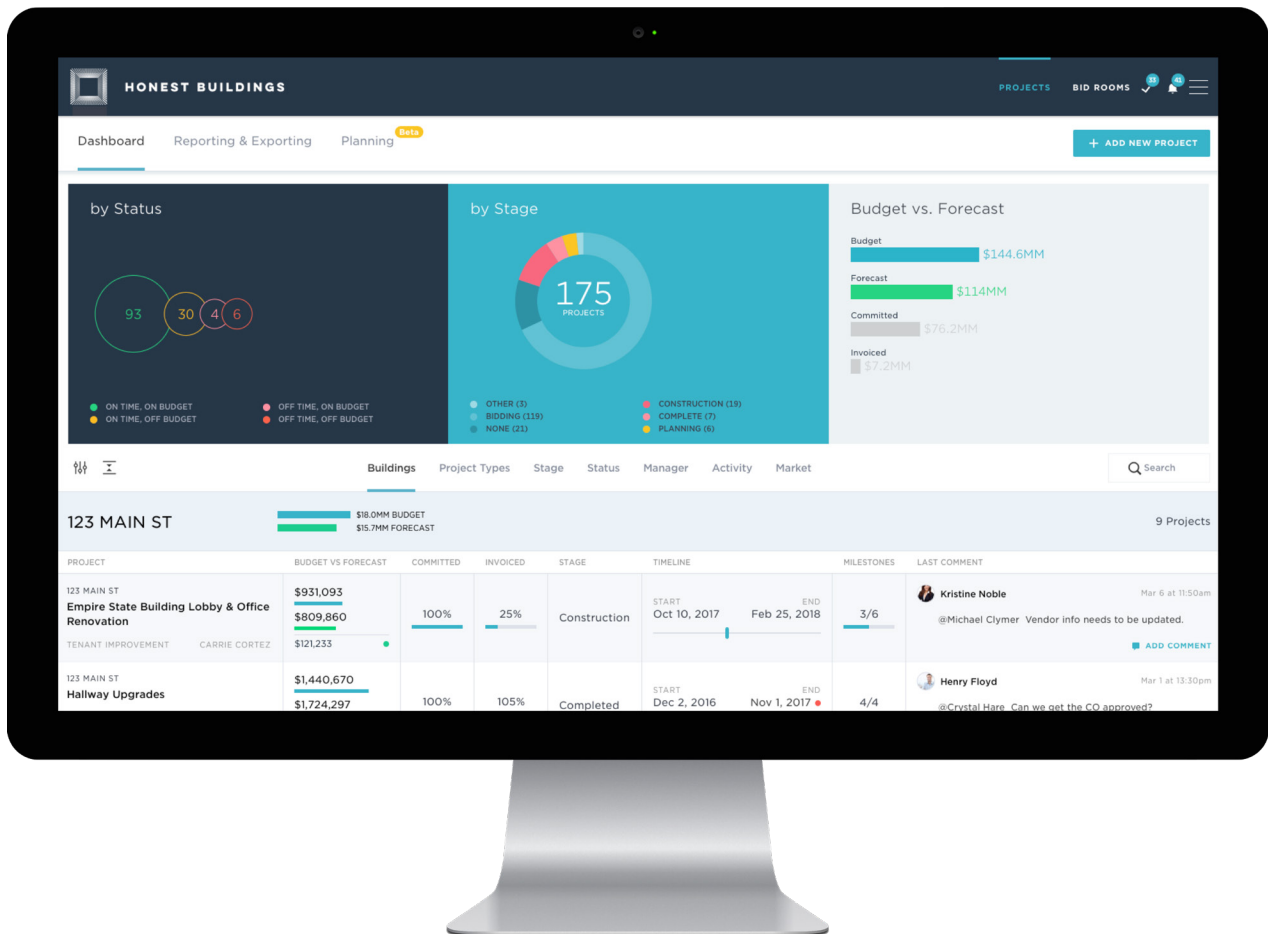 HONEST BUILDINGS
PROJECTS
BID ROOMS
33
41
Dashboard
Reporting & Exporting
Planning
Beta
+ ADD NEW PROJECT
by Status
93
30
4
6
ON TIME, ON BUDGET
OFF TIME, ON BUDGET
ON TIME, OFF BUDGET
OFF TIME, OFF BUDGET
by Stage
175
PROJECTS
OTHER (3)
CONSTRUCTION (19)
BIDDING (119)
COMPLETE (7)
NONE (21)
PLANNING (6)
Budget vs. Forecast
Budget
$144.6MM
Forecast
$114MM
Committed
$76.2MM
Invoiced
$7.2MM
Buildings
Project Types
Stage
Status
Manager
Activity
Market
Search
123 MAIN ST
$18.0MM BUDGET
$15.7MM FORECAST
9 Projects
PROJECT
BUDGET VS FORECAST
COMMITTED
INVOICED
STAGE
TIMELINE
MILESTONES
LAST COMMENT
123 MAIN ST
Empire State Building Lobby & Office
Renovation
TENANT IMPROVEMENT
CARRIE CORTEZ
$931,093
$809,860
$121,233
100%
25%
Construction
START
Oct 10, 2017
END
Feb 25, 2018
3/6
Kristine Noble
Mar 6 at 11:50am
@Michael Clymer Vendor info needs to be updated.
ADD COMMENT
123 MAIN ST
Hallway Upgrades
$1,440,670
$1,724,297
100%
105%
Completed
START
Dec 2, 2016
END
Nov 1, 2017
4/4
Henry Floyd
Mar 1 at 13:30pm
@Crystal Hare Can we get the CO approved?